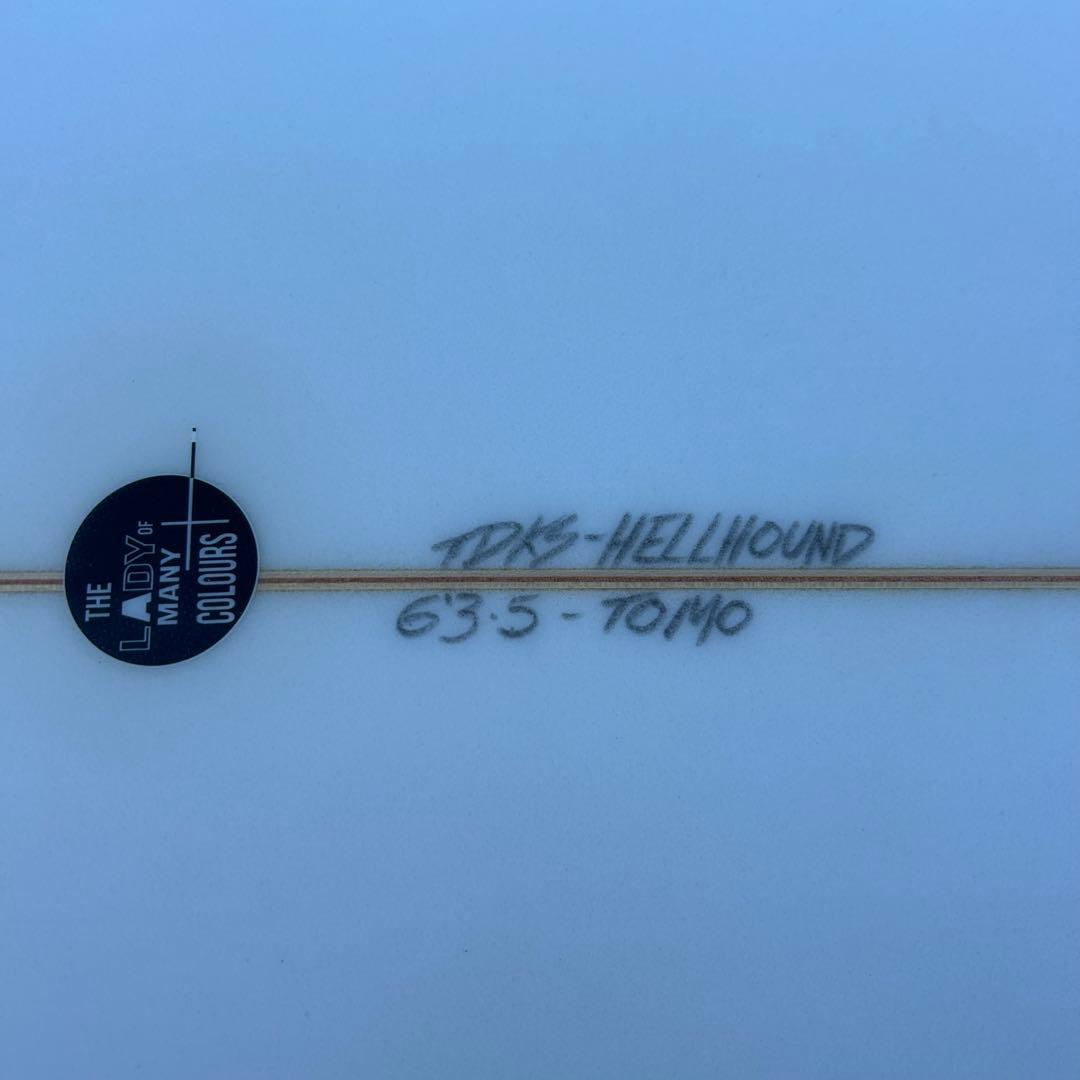 THE
LADY OF
MANY
COLOURS
TDKS-HELLHOUND
6'3.5 - TOMO